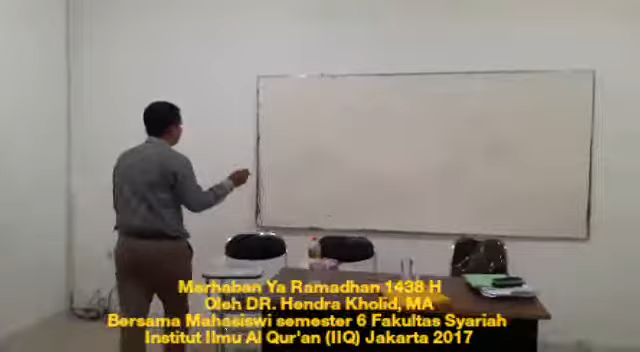 Marhaban Ya Ramadhan 1438 H
Oleh DR. Hendra Kholid, MA
Bersama Mahasiswi semester 6 Fakultas Syariah
Institut Ilmu Al Qur'an (IIQ) Jakarta 2017